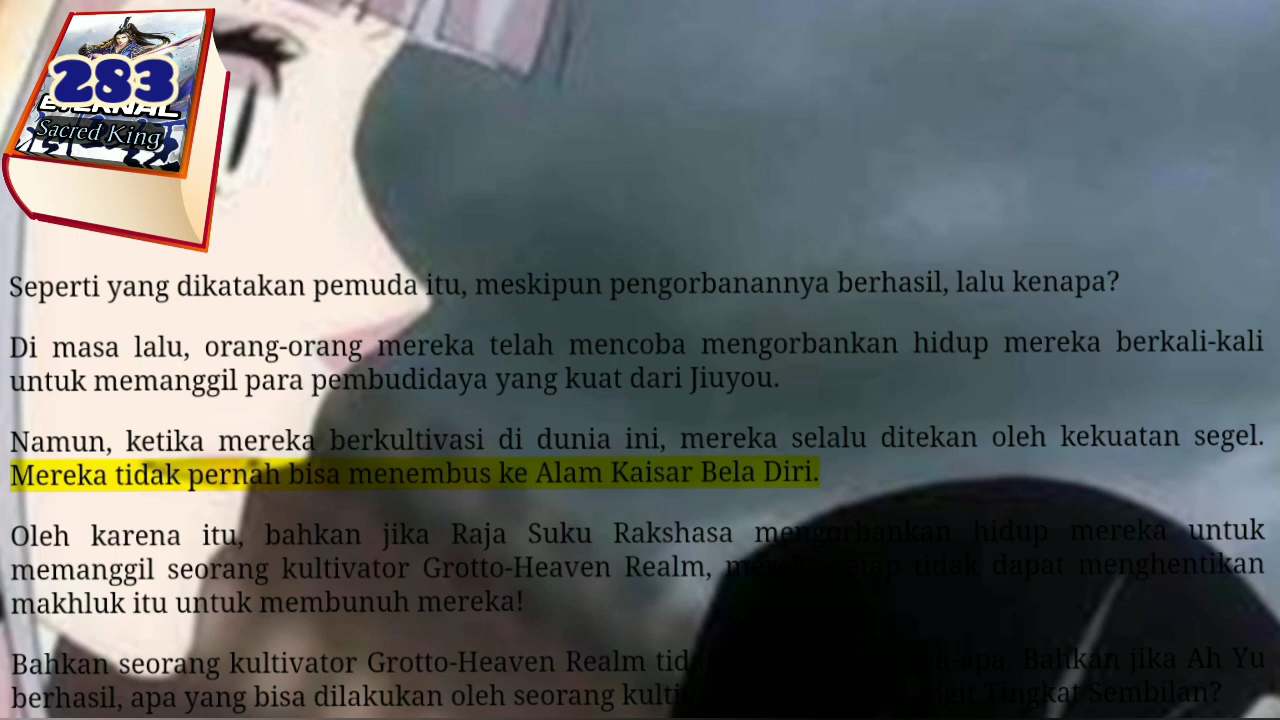 283
ETERNAL
Sacred King
Seperti yang dikatakan pemuda itu, meskipun pengorbanannya berhasil, lalu kenapa?
Di masa lalu, orang-orang mereka telah mencoba mengorbankan hidup mereka berkali-kali
untuk memanggil para pembudidaya yang kuat dari Jiuyou.
Namun, ketika mereka berkultivasi di dunia ini, mereka selalu ditekan oleh kekuatan segel.
Mereka tidak pernah bisa menembus ke Alam Kaisar Bela Diri.
Oleh karena itu, bahkan jika Raja Suku Rakshasa mengorbankan hidup mereka untuk
memanggil seorang kultivator Grotto-Heaven Realm, mereka tetap tidak dapat menghentikan
makhluk itu untuk membunuh mereka!
Bahkan seorang kultivator Grotto-Heaven Realm Bahkan jika Ah Yu
berhasil, apa yang bisa dilakukan oleh seorang Tingkat Sembilan?